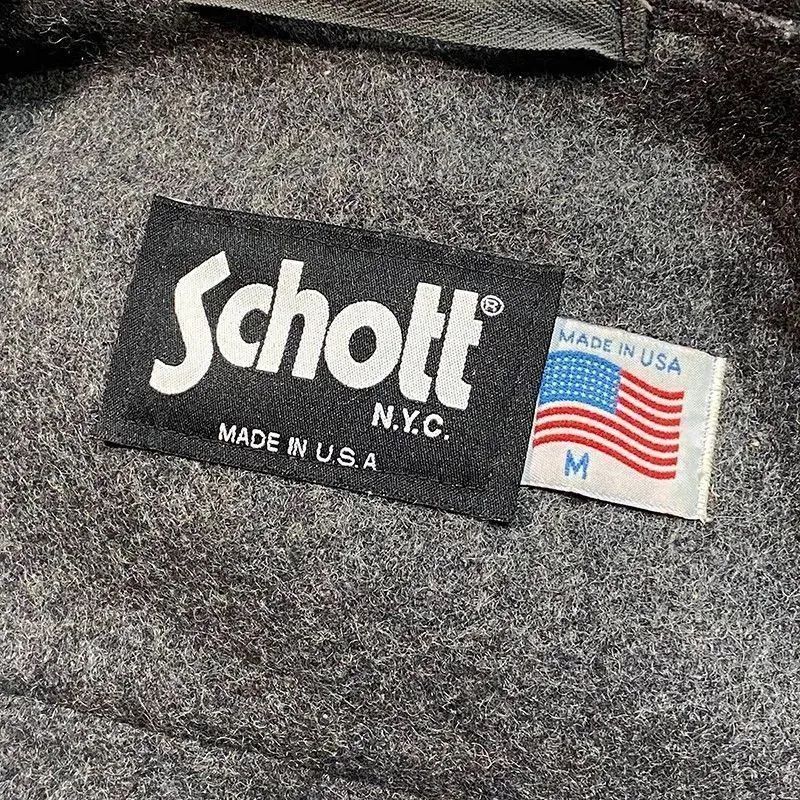 Schott®
N.Y.C.
MADE IN U.S.A
MADE IN USA
M